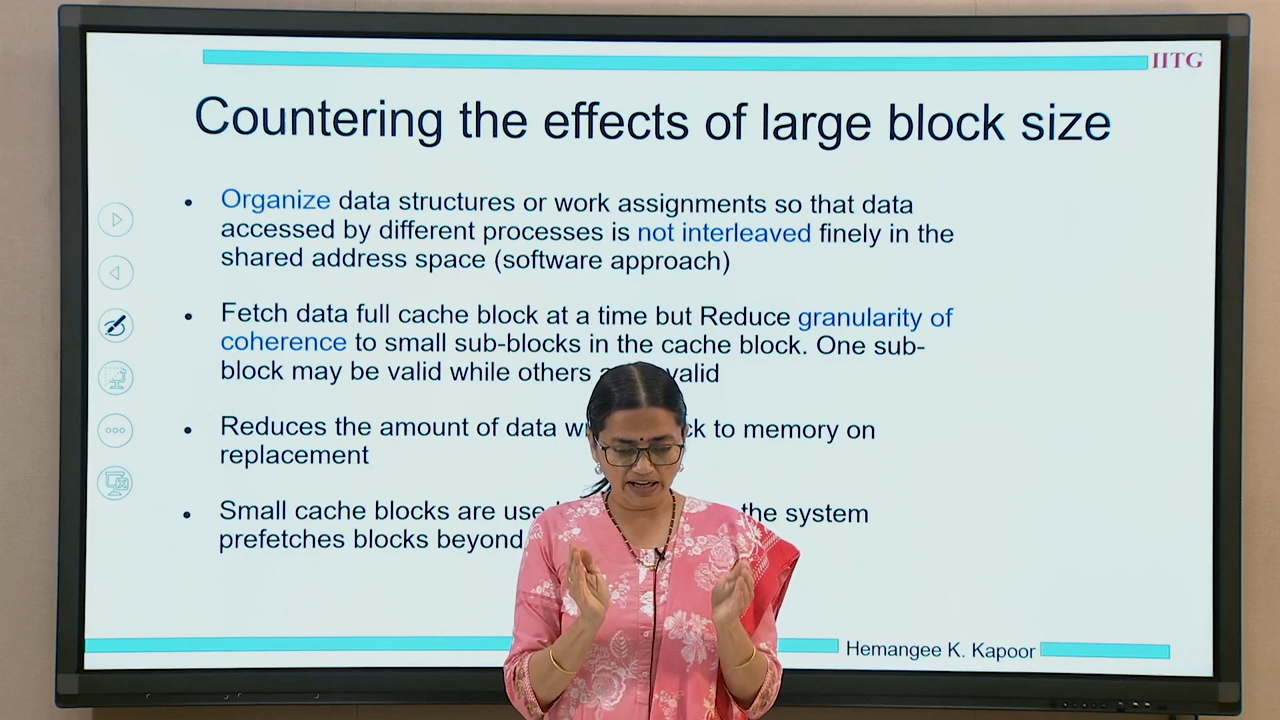 IITG
Countering the effects of large block size
• Organize data structures or work assignments so that data
accessed by different processes is not interleaved finely in the
shared address space (software approach)
• Fetch data full cache block at a time but Reduce granularity of
coherence to small sub-blocks in the cache block. One sub-
block may be valid while others
• Reduces the amount of data to memory on
replacement
• Small cache blocks are the system
prefetches blocks beyond
Hemangee K. Kapoor